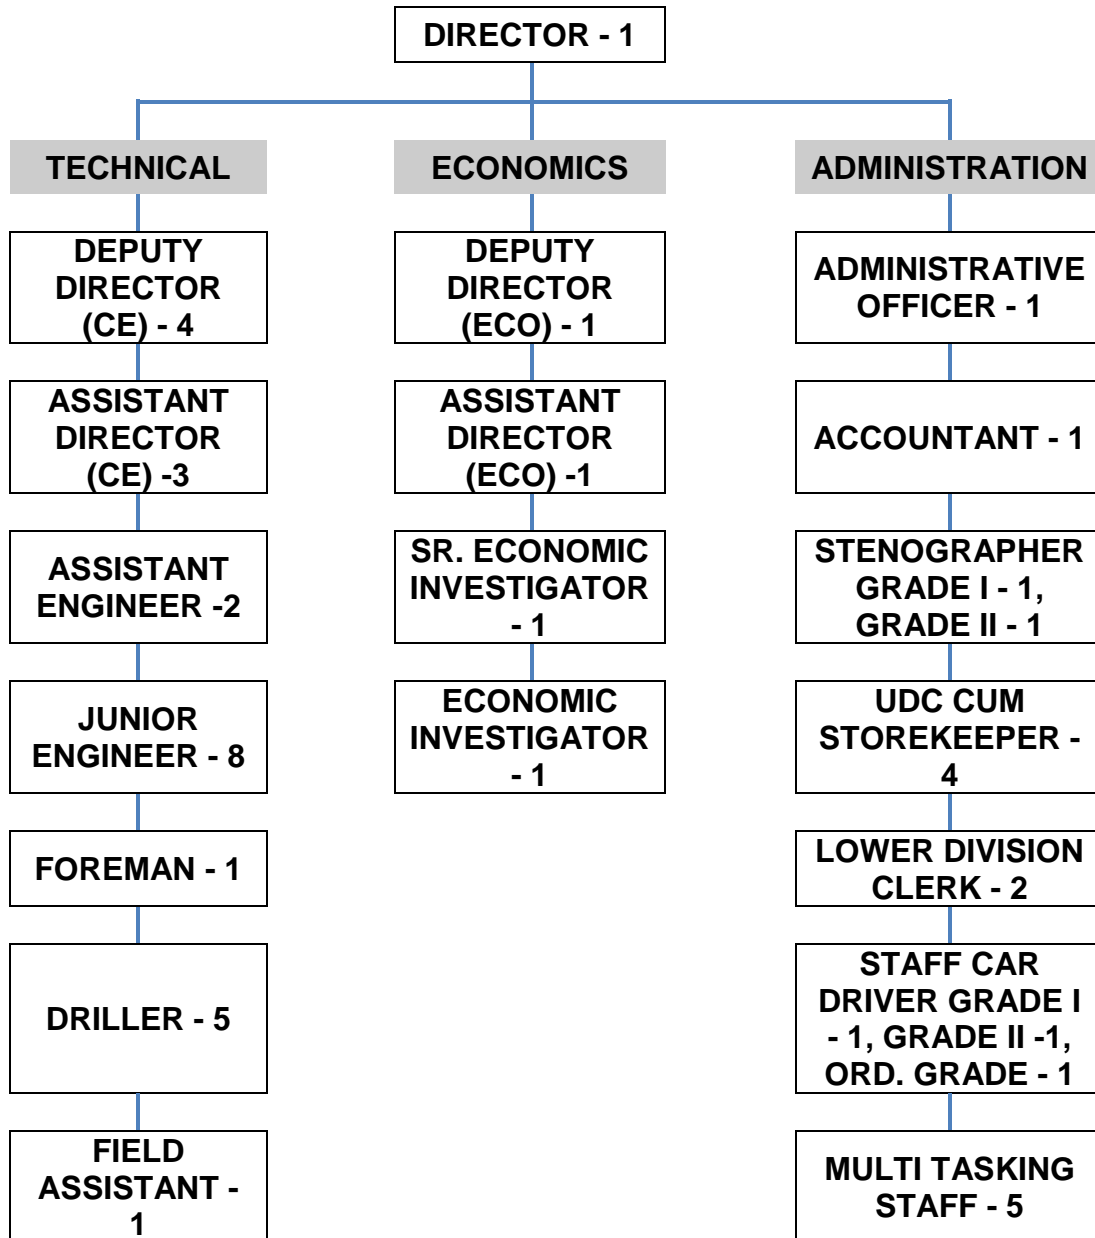 DIRECTOR - 1
TECHNICAL
DEPUTY
DIRECTOR
(CE) - 4
ASSISTANT
DIRECTOR
(CE) -3
ASSISTANT
ENGINEER -2
JUNIOR
ENGINEER - 8
FOREMAN - 1
DRILLER - 5
FIELD
ASSISTANT -
1
ECONOMICS
DEPUTY
DIRECTOR
(ECO) - 1
ASSISTANT
DIRECTOR
(ECO) -1
SR. ECONOMIC
INVESTIGATOR
- 1
ECONOMIC
INVESTIGATOR
- 1
ADMINISTRATION
ADMINISTRATIVE
OFFICER - 1
ACCOUNTANT - 1
STENOGRAPHER
GRADE I - 1,
GRADE II - 1
UDC CUM
STOREKEEPER -
4
LOWER DIVISION
CLERK - 2
STAFF CAR
DRIVER GRADE I
- 1, GRADE II -1,
ORD. GRADE - 1
MULTI TASKING
STAFF - 5